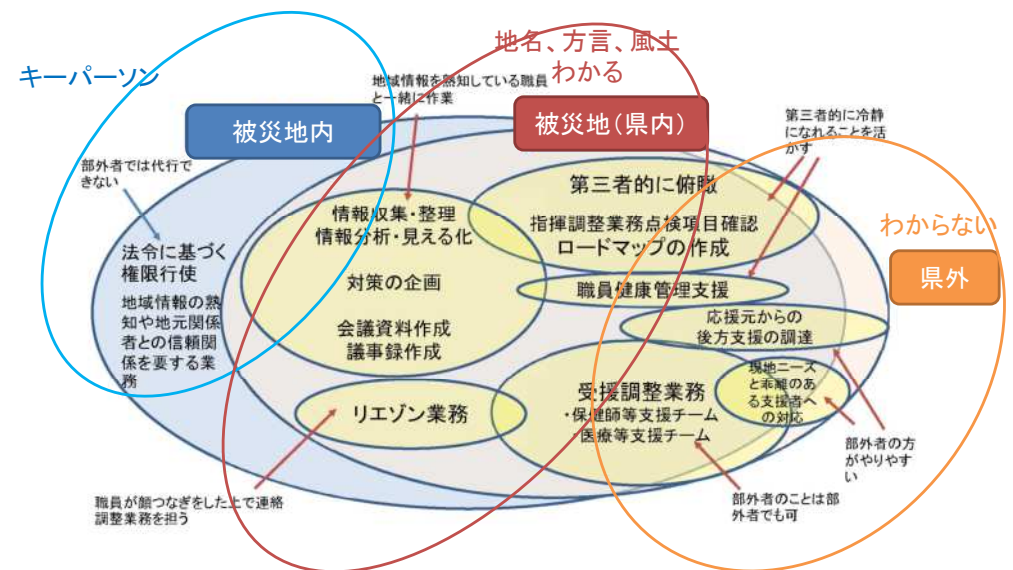 地名、方言、風土
わかる
キーパーソン
地域情報を熟知している職員
と一緒に作業
被災地内
被災地（県内）
第三者的に冷静
になれることを活
かす
部外者では代行で
きない
第三者的に俯瞰
情報収集・整理
情報分析・見える化
指揮調整業務点検項目確認
ロードマップの作成
わからない
県外
法令に基づく
権限行使
対策の企画
職員健康管理支援
地域情報の熟
知や地元関係
者との信頼関
係を要する業
務
会議資料作成
議事録作成
応援元からの
後方支援の調達
現地ニーズ
と乖離のあ
る支援者へ
の対応
受援調整業務
・保健師等支援チーム
・医療等支援チーム
リエゾン業務
部外者の方
がやりやす
い
職員が顔つなぎをした上で連絡
調整業務を担う
部外者のことは部
外者でも可